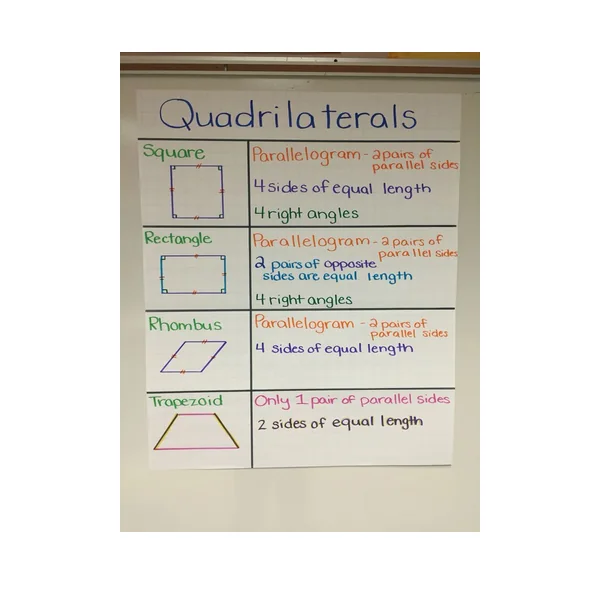 Quadrilaterals
Square
Parallelogram - 2 pairs of
parallel sides
4 sides of equal length
4 right angles
Rectangle
Parallelogram - 2 pairs of
parallel sides
2 pairs of opposite
sides are equal length
4 right angles
Rhombus
Parallelogram - 2 pairs of
parallel sides
4 sides of equal length
Trapezoid
Only 1 pair of parallel sides
2 sides of equal length